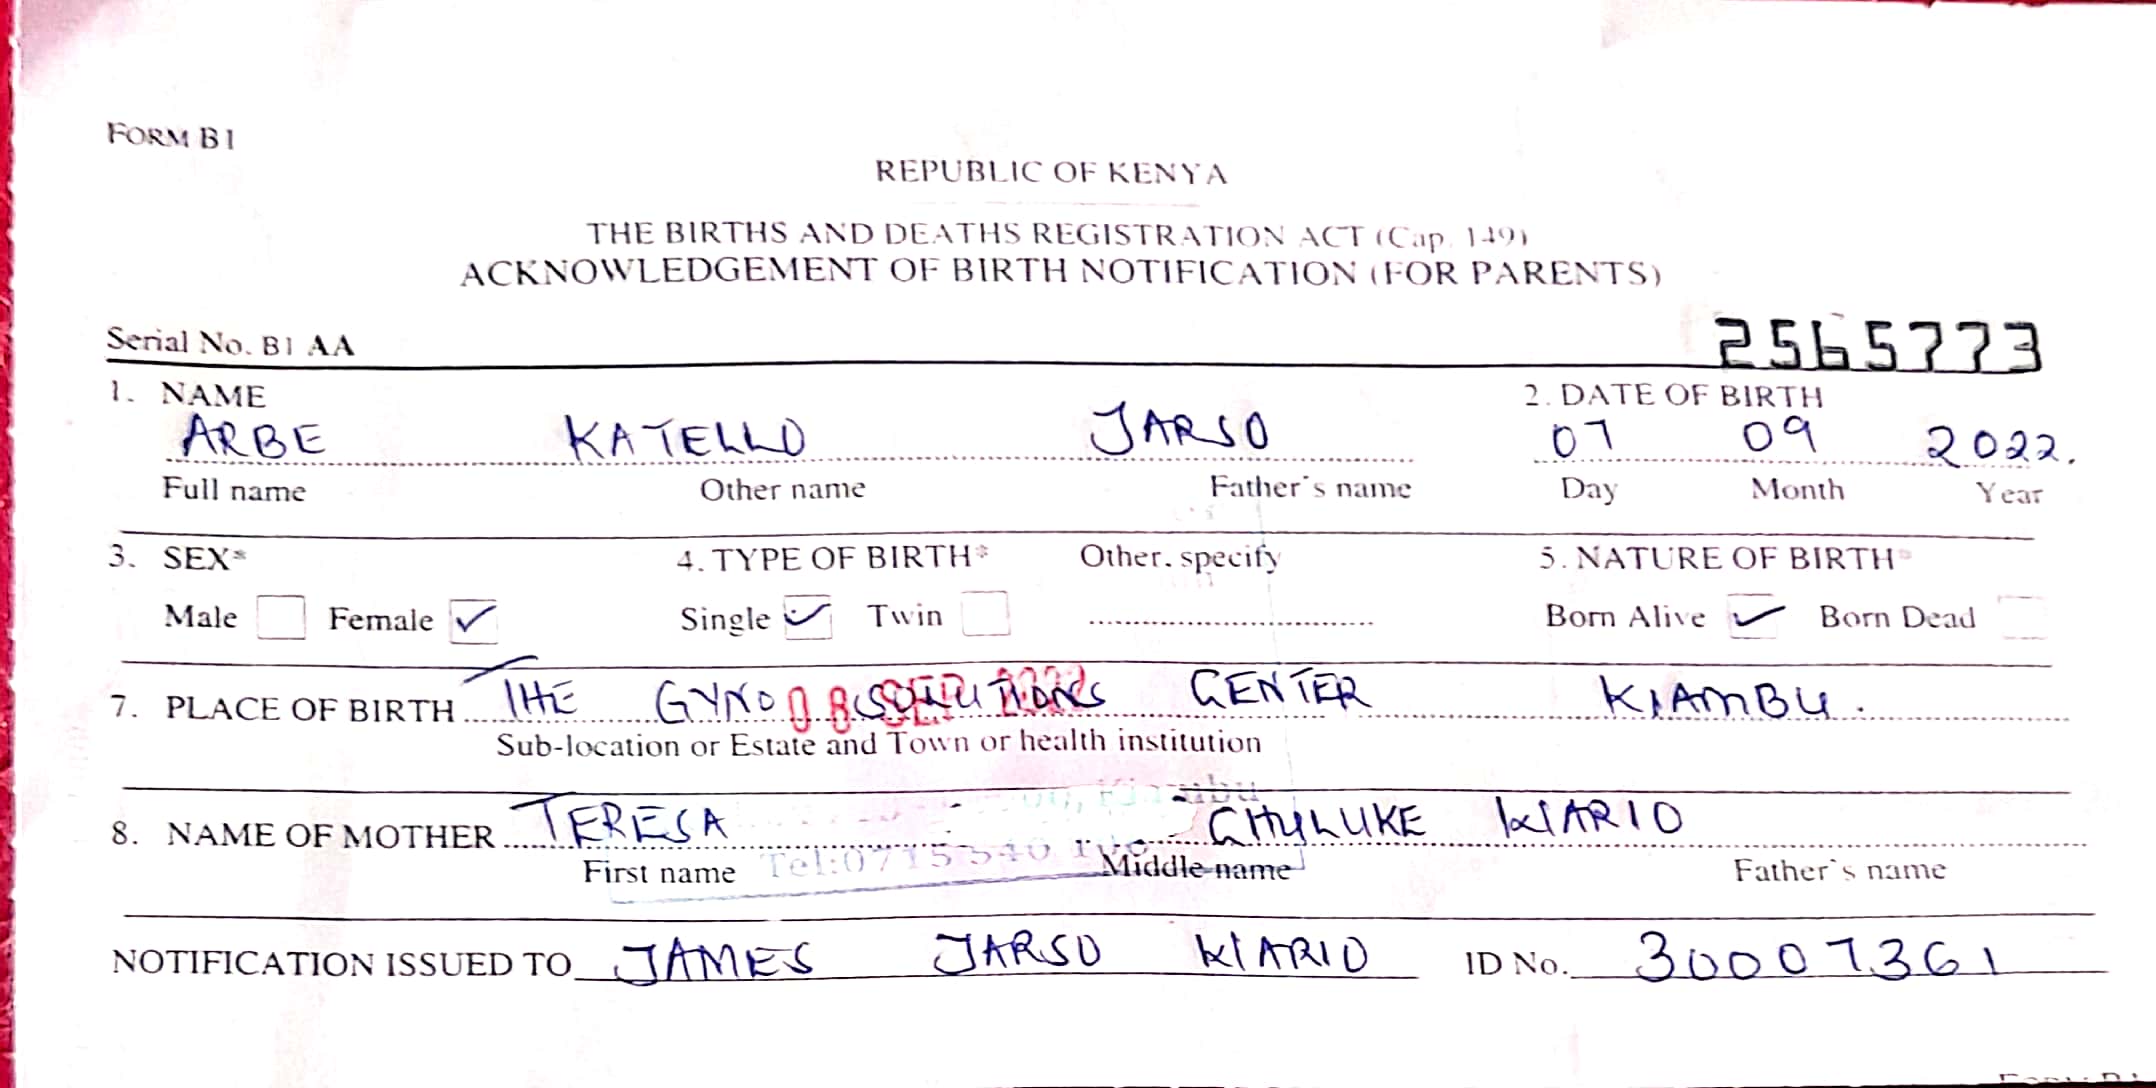 FORM B1
REPUBLIC OF KENYA
THE BIRTHS AND DEATHS REGISTRATION ACT (Cap. 149)
ACKNOWLEDGEMENT OF BIRTH NOTIFICATION (FOR PARENTS)
Serial No. B1 AA 2565773
1. NAME 2. DATE OF BIRTH
ARBE KATELLO JARSO 07 09 2022.
Full name Other name Father's name Day Month Year
3. SEX* 4. TYPE OF BIRTH* Other, specify 5. NATURE OF BIRTH*
Male Female ✓ Single ✓ Twin Born Alive ✓ Born Dead
7. PLACE OF BIRTH THE GYNO SOLUTIONS CENTER KIAMBU.
08 SEP 2022
Sub-location or Estate and Town or health institution
8. NAME OF MOTHER TERESA CHULUKE KIARIO
First name Middle name Father's name
Tel:0715
NOTIFICATION ISSUED TO JAMES JARSO KIARIO ID No. 30007361